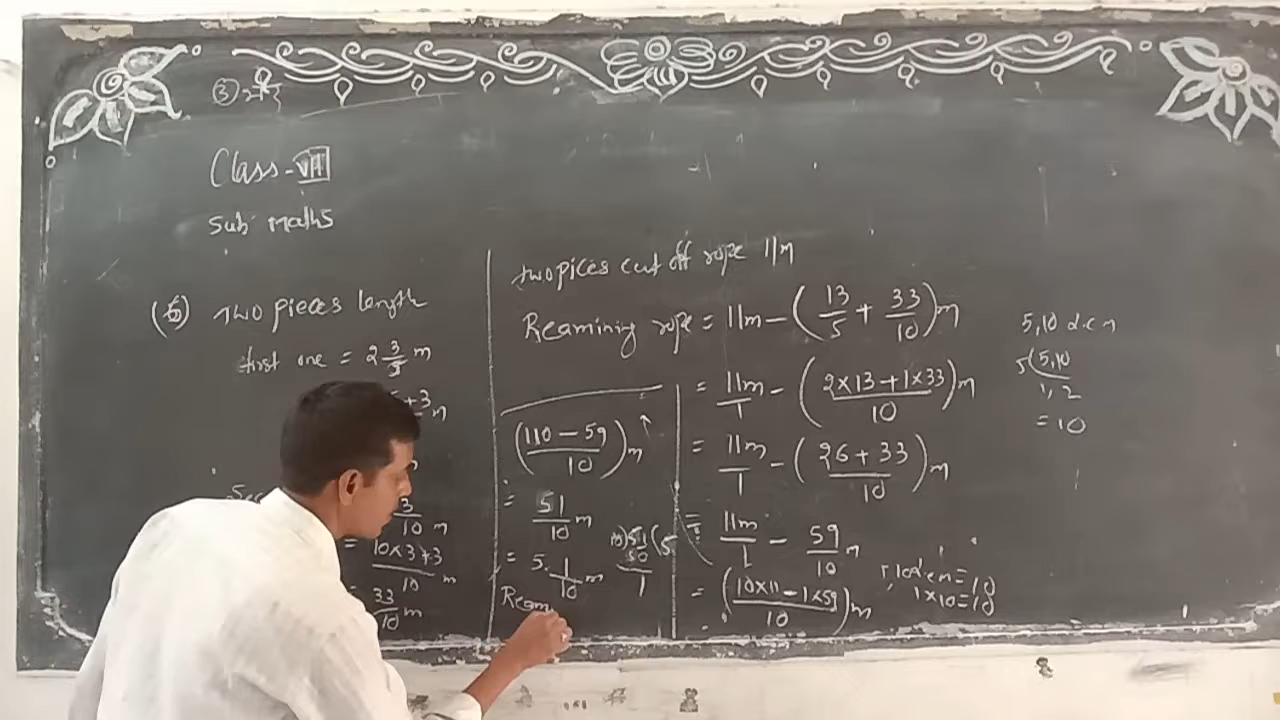 Class-VII
Sub maths
(5) Two pieces length
first one = 2 3/5 m
+3
m
Sec
3/10 m
= 10×3+3/10 m
= 33/10 m
two pices cut off rope 11m
Reamining rope = 11m - (13/5 + 33/10)m
= 11m/1 - (2×13+1×33/10)m
= 11m/1 - (26+33/10)m
= 11m/1 - 59/10 m
= (10×11-1×59/10)m
(110-59/10)m
= 51/10 m
= 5 1/10 m
Ream
10)51(5
50
1
5,10 
5(5,10
1,2
= 10
= 10
1×10=10